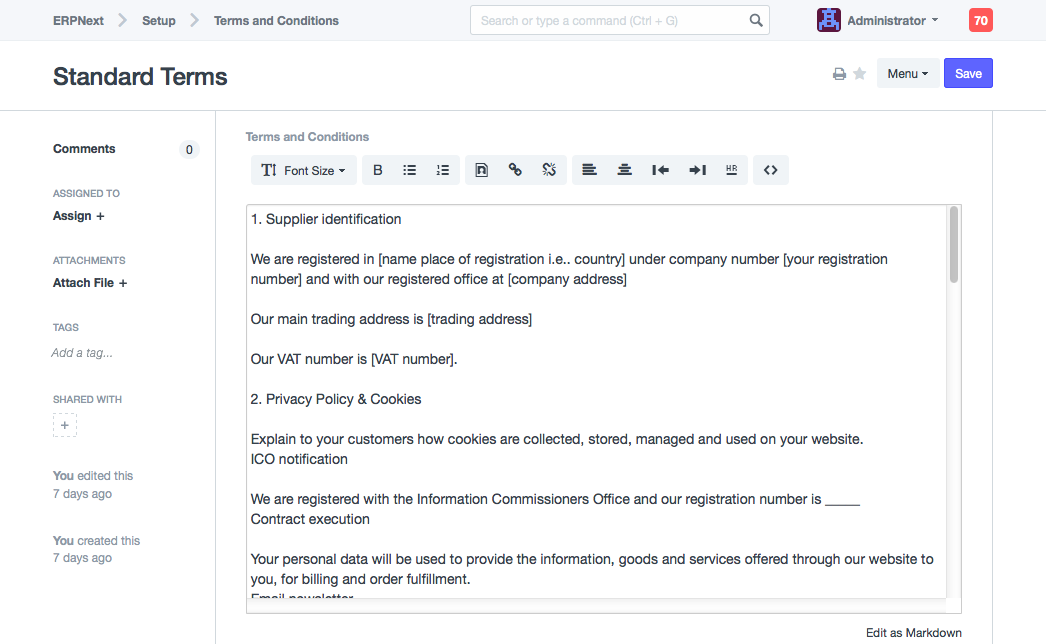 ERPNext Setup Terms and Conditions Search or type a command (Ctrl + G) Administrator 70
Standard Terms Menu Save
Comments 0
ASSIGNED TO
Assign +
ATTACHMENTS
Attach File +
TAGS
Add a tag...
SHARED WITH
+
You edited this
7 days ago
You created this
7 days ago
Terms and Conditions
Font Size B HR
1. Supplier identification
We are registered in [name place of registration i.e.. country] under company number [your registration
number] and with our registered office at [company address]
Our main trading address is [trading address]
Our VAT number is [VAT number].
2. Privacy Policy & Cookies
Explain to your customers how cookies are collected, stored, managed and used on your website.
ICO notification
We are registered with the Information Commissioners Office and our registration number is _____
Contract execution
Your personal data will be used to provide the information, goods and services offered through our website to
you, for billing and order fulfillment.
Email newsletter
Edit as Markdown